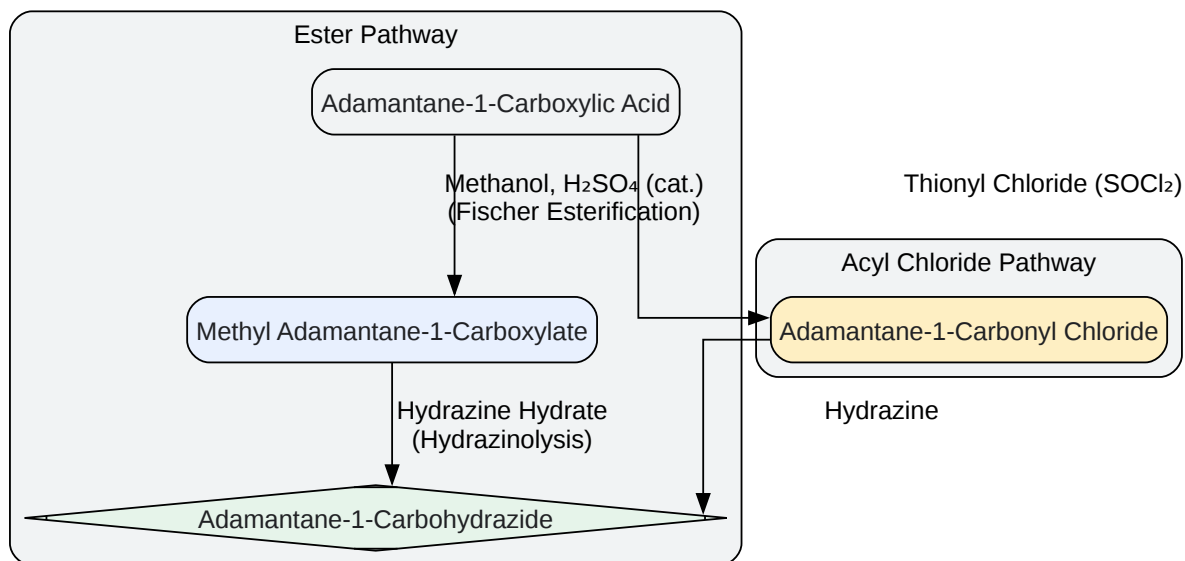 Ester Pathway
Adamantane-1-Carboxylic Acid
Methanol, H₂SO₄ (cat.)
(Fischer Esterification)
Thionyl Chloride (SOCl₂)
Acyl Chloride Pathway
Methyl Adamantane-1-Carboxylate
Adamantane-1-Carbonyl Chloride
Hydrazine Hydrate
(Hydrazinolysis)
Hydrazine
Adamantane-1-Carbohydrazide